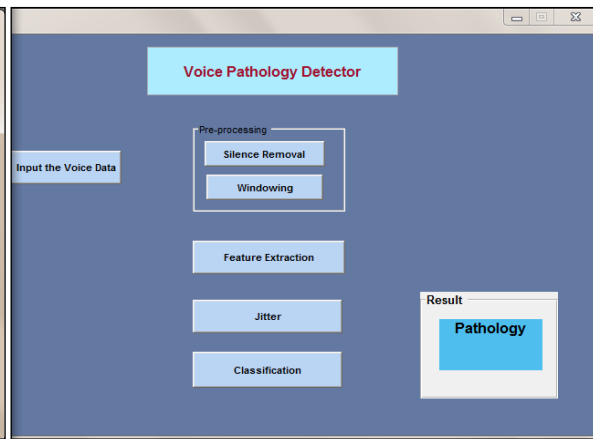 Voice Pathology Detector
Pre-processing
Silence Removal
Input the Voice Data
Windowing
Feature Extraction
Result
Jitter
Pathology
Classification